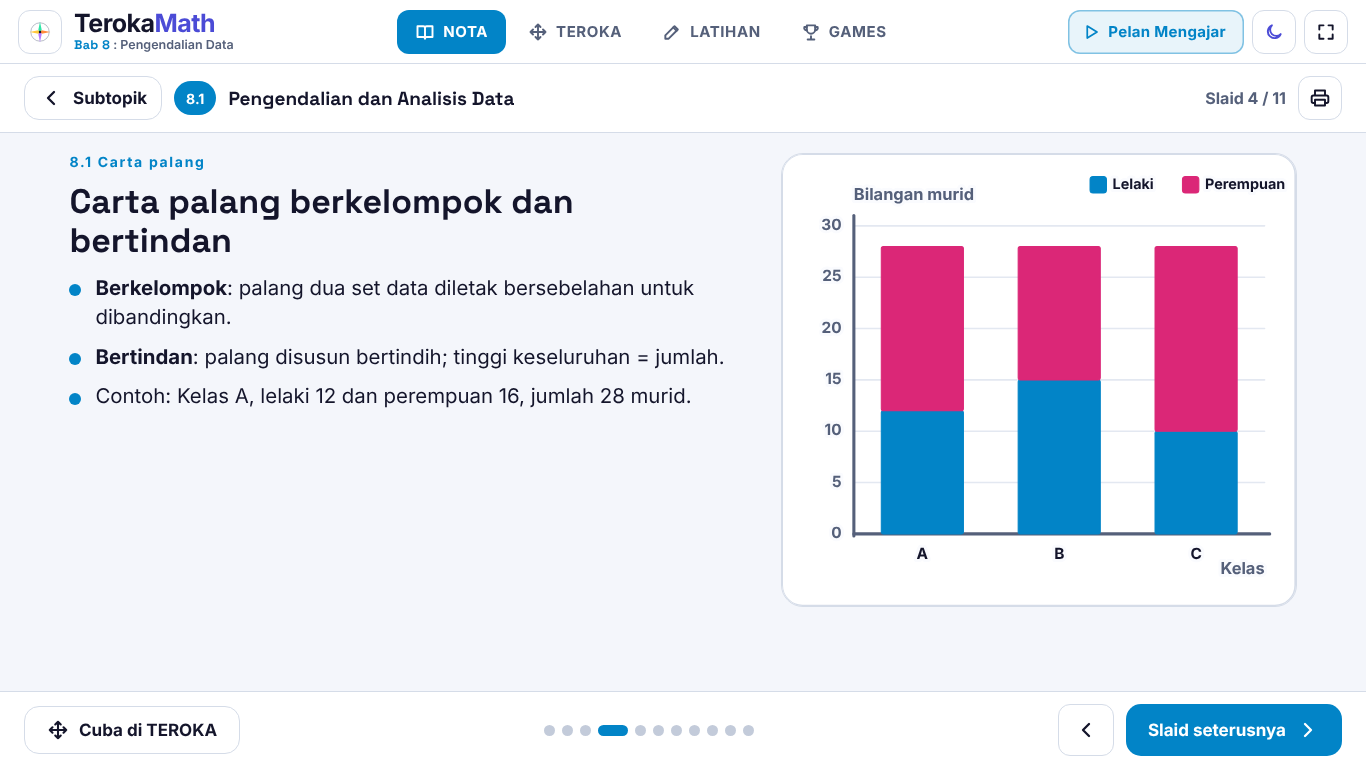 TerokaMath
Bab 8 : Pengendalian Data
NOTA
TEROKA
LATIHAN
GAMES
Pelan Mengajar
Subtopik
8.1
Pengendalian dan Analisis Data
Slaid 4 / 11
8.1 Carta palang
Carta palang berkelompok dan
bertindan
Berkelompok: palang dua set data diletak bersebelahan untuk
dibandingkan.
Bertindan: palang disusun bertindih; tinggi keseluruhan = jumlah.
Contoh: Kelas A, lelaki 12 dan perempuan 16, jumlah 28 murid.
Lelaki
Perempuan
Bilangan murid
30
25
20
15
10
5
0
A
B
C
Kelas
Cuba di TEROKA
Slaid seterusnya